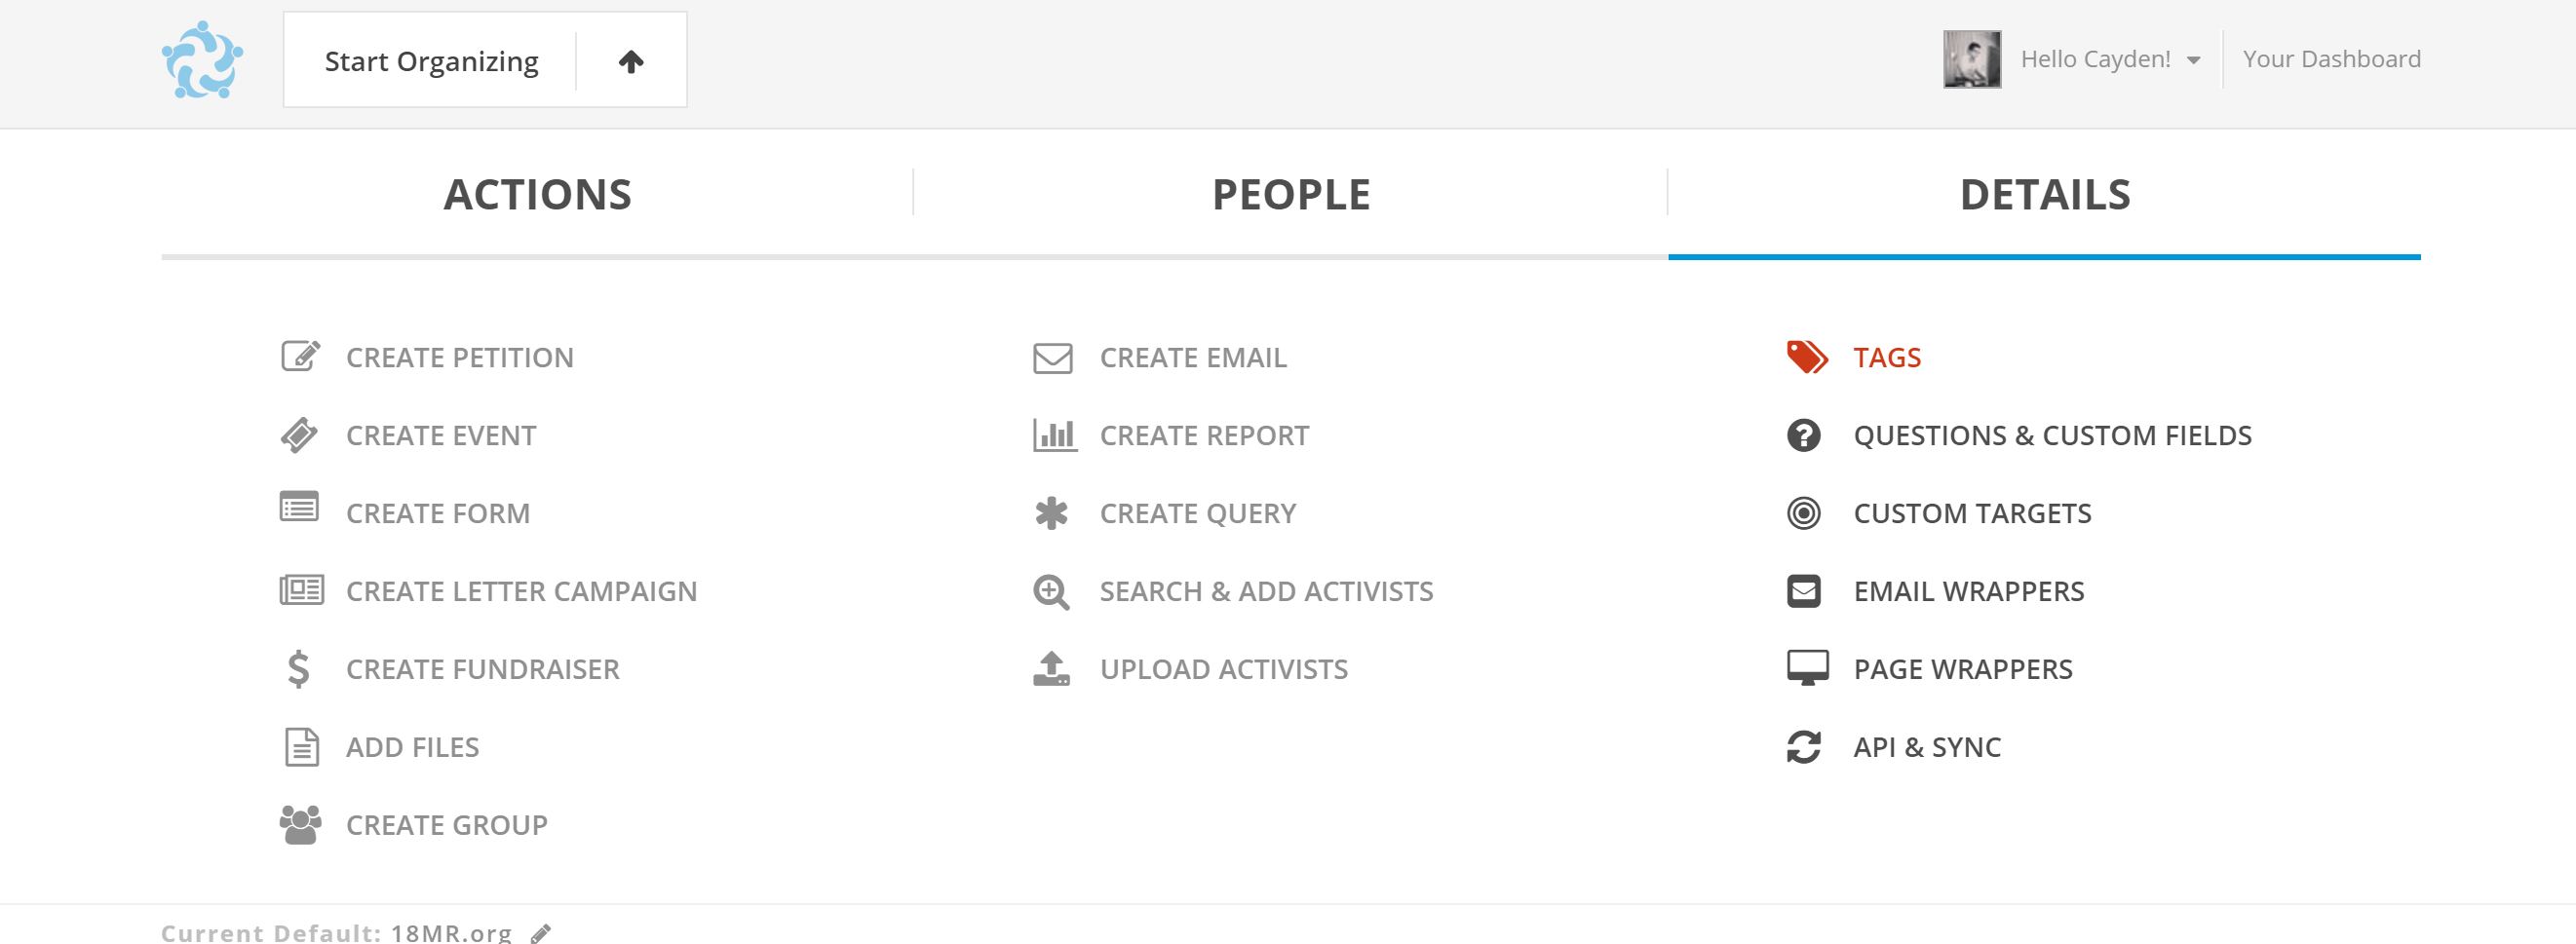 Start Organizing
Hello Cayden!
Your Dashboard
ACTIONS
PEOPLE
DETAILS
CREATE PETITION
CREATE EVENT
CREATE FORM
CREATE LETTER CAMPAIGN
CREATE FUNDRAISER
ADD FILES
CREATE GROUP
CREATE EMAIL
CREATE REPORT
CREATE QUERY
SEARCH & ADD ACTIVISTS
UPLOAD ACTIVISTS
TAGS
QUESTIONS & CUSTOM FIELDS
CUSTOM TARGETS
EMAIL WRAPPERS
PAGE WRAPPERS
API & SYNC
Current Default: 18MR.org